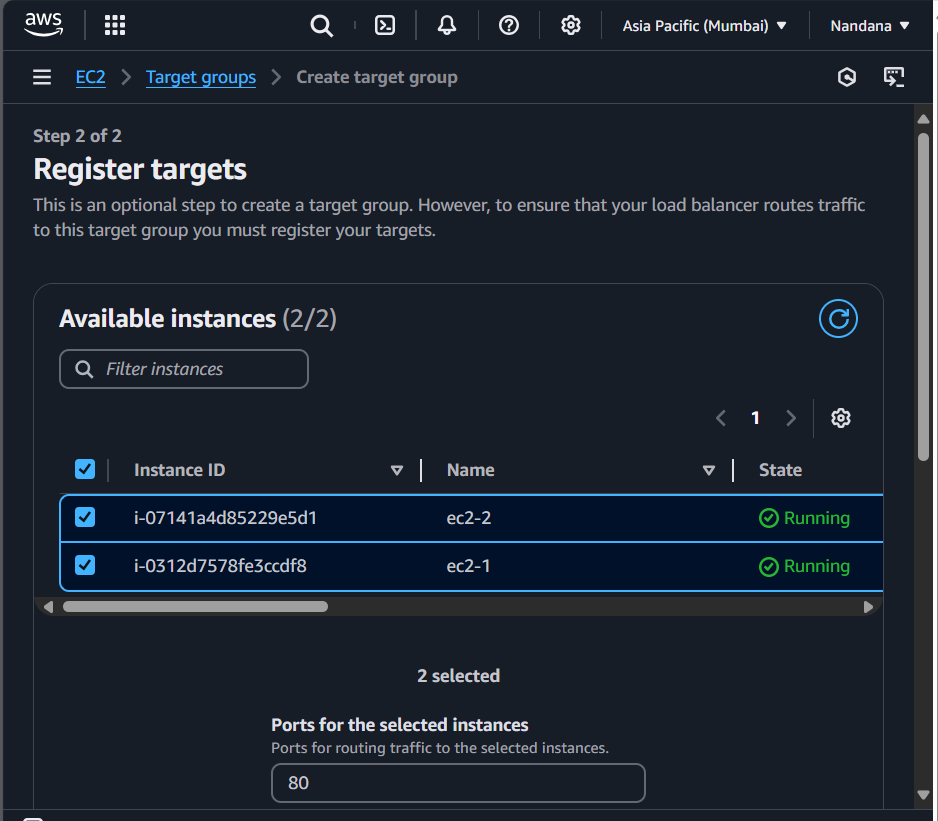 aws Asia Pacific (Mumbai) Nandana
EC2 Target groups Create target group
Step 2 of 2
Register targets
This is an optional step to create a target group. However, to ensure that your load balancer routes traffic
to this target group you must register your targets.
Available instances (2/2)
Filter instances
1
Instance ID Name State
i-07141a4d85229e5d1 ec2-2 Running
i-0312d7578fe3ccdf8 ec2-1 Running
2 selected
Ports for the selected instances
Ports for routing traffic to the selected instances.
80